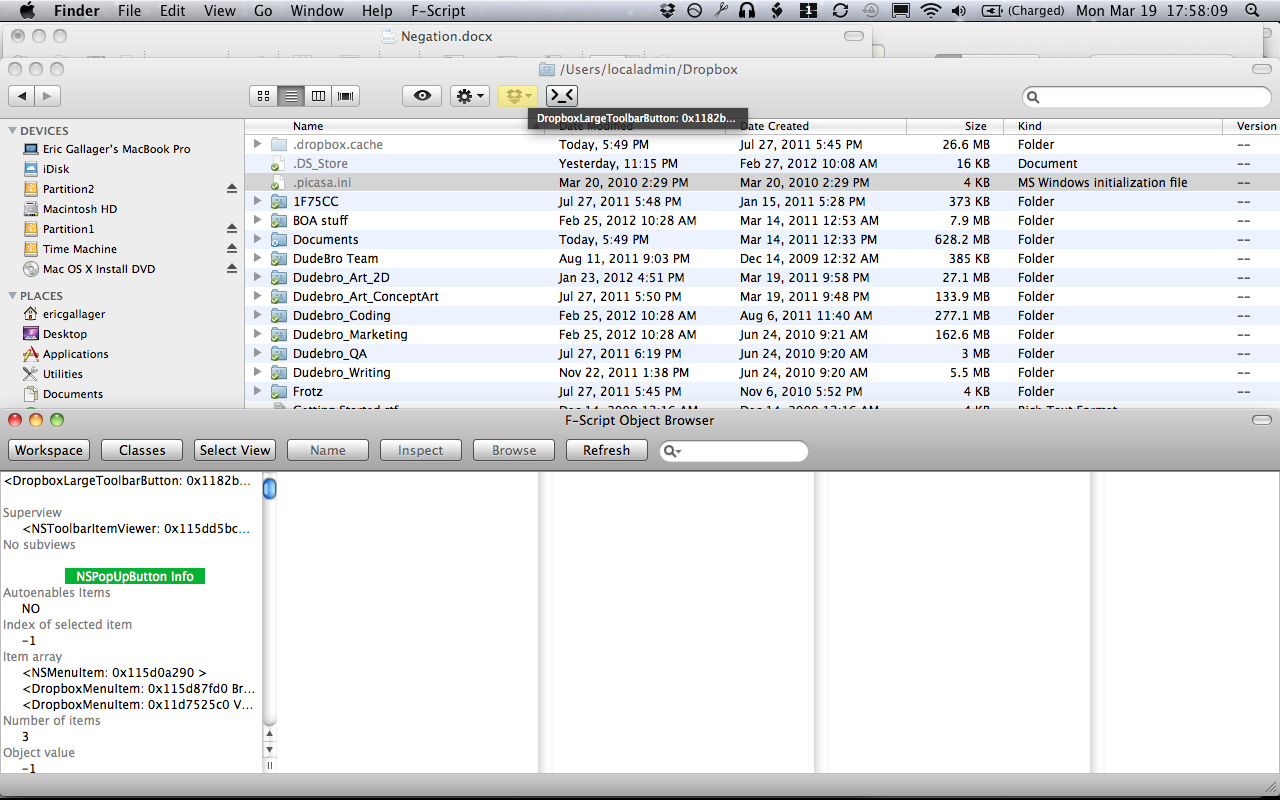 Finder File Edit View Go Window Help F-Script 1 (Charged) Mon Mar 19 17:58:09
Negation.docx
/Users/localadmin/Dropbox
>_<
DropboxLargeToolbarButton: 0x1182b...
Name Date Modified Date Created Size Kind Version
DEVICES
Eric Gallager's MacBook Pro
iDisk
Partition2
Macintosh HD
Partition1
Time Machine
Mac OS X Install DVD
PLACES
ericgallager
Desktop
Applications
Utilities
Documents
.dropbox.cache Today, 5:49 PM Jul 27, 2011 5:45 PM 26.6 MB Folder --
.DS_Store Yesterday, 11:15 PM Feb 27, 2012 10:08 AM 16 KB Document --
.picasa.ini Mar 20, 2010 2:29 PM Mar 20, 2010 2:29 PM 4 KB MS Windows initialization file --
1F75CC Jul 27, 2011 5:48 PM Jan 15, 2011 5:28 PM 373 KB Folder --
BOA stuff Feb 25, 2012 10:28 AM Mar 14, 2011 12:53 AM 7.9 MB Folder --
Documents Today, 5:49 PM Mar 14, 2011 12:33 PM 628.2 MB Folder --
DudeBro Team Aug 11, 2011 9:03 PM Dec 14, 2009 12:32 AM 385 KB Folder --
Dudebro_Art_2D Jan 23, 2012 4:51 PM Mar 19, 2011 9:58 PM 27.1 MB Folder --
Dudebro_Art_ConceptArt Jul 27, 2011 5:50 PM Mar 19, 2011 9:48 PM 133.9 MB Folder --
Dudebro_Coding Feb 25, 2012 10:28 AM Aug 6, 2011 11:40 AM 277.1 MB Folder --
Dudebro_Marketing Feb 25, 2012 10:28 AM Jun 24, 2010 9:21 AM 162.6 MB Folder --
Dudebro_QA Jul 27, 2011 6:19 PM Jun 24, 2010 9:20 AM 3 MB Folder --
Dudebro_Writing Nov 22, 2011 1:38 PM Jun 24, 2010 9:20 AM 5.5 MB Folder --
Frotz Jul 27, 2011 5:45 PM Nov 6, 2010 5:52 PM 4 KB Folder --
F-Script Object Browser
Workspace Classes Select View Name Inspect Browse Refresh
<DropboxLargeToolbarButton: 0x1182b...
Superview
<NSToolbarItemViewer: 0x115dd5bc...
No subviews
NSPopUpButton Info
Autoenables Items
NO
Index of selected item
-1
Item array
<NSMenuItem: 0x115d0a290 >
<DropboxMenuItem: 0x115d87fd0 Br...
<DropboxMenuItem: 0x11d7525c0 V...
Number of items
3
Object value
-1